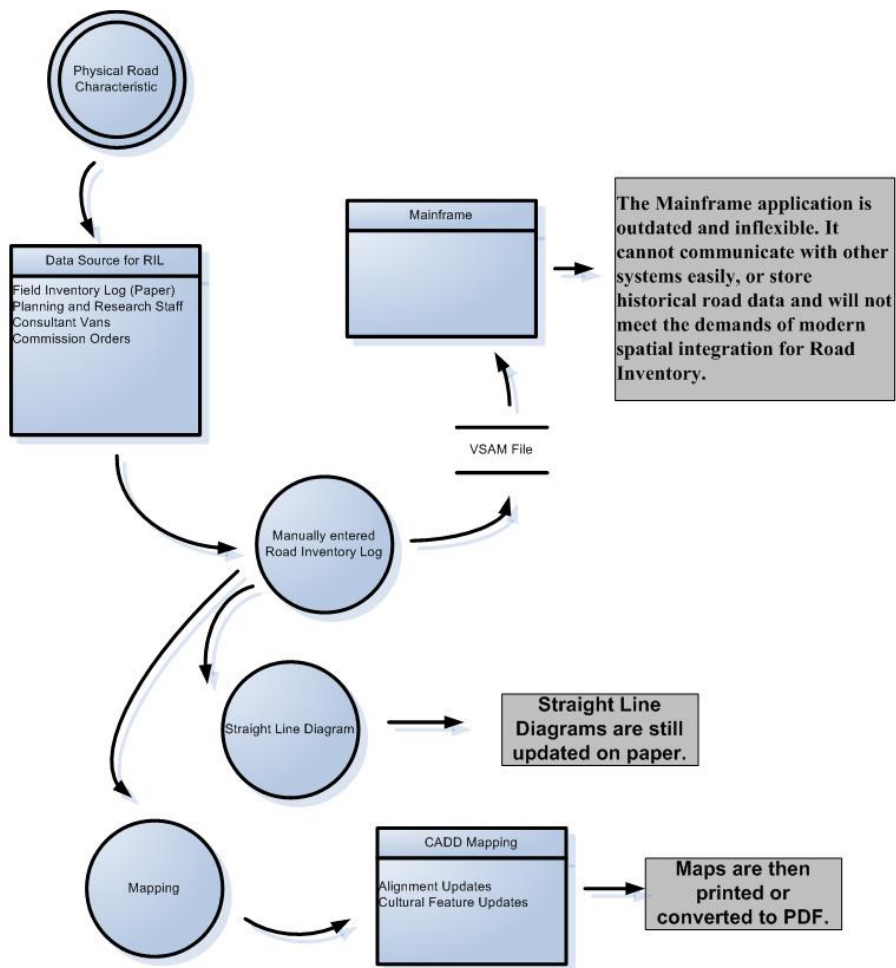 Physical Road
Characteristic
Mainframe
The Mainframe application is
outdated and inflexible. It
cannot communicate with other
systems easily, or store
historical road data and will not
meet the demands of modern
spatial integration for Road
Inventory.
Data Source for RIL
Field Inventory Log (Paper)
Planning and Research Staff
Consultant Vans
Commission Orders
VSAM File
Manually entered
Road Inventory Log
Straight Line Diagram
Straight Line
Diagrams are still
updated on paper.
Mapping
CADD Mapping
Alignment Updates
Cultural Feature Updates
Maps are then
printed or
converted to PDF.